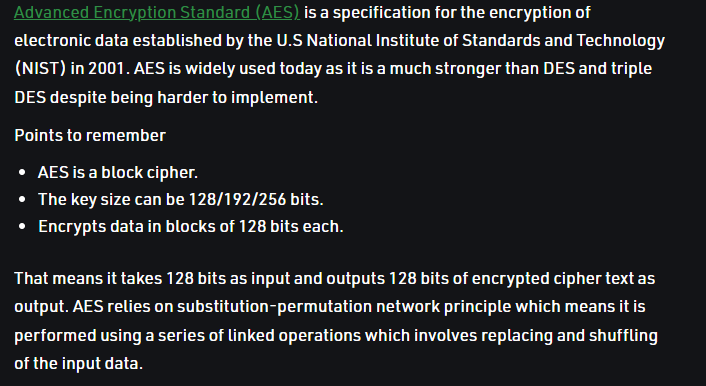 Advanced Encryption Standard (AES) is a specification for the encryption of
electronic data established by the U.S National Institute of Standards and Technology
(NIST) in 2001. AES is widely used today as it is a much stronger than DES and triple
DES despite being harder to implement.
Points to remember
• AES is a block cipher.
• The key size can be 128/192/256 bits.
• Encrypts data in blocks of 128 bits each.
That means it takes 128 bits as input and outputs 128 bits of encrypted cipher text as
output. AES relies on substitution-permutation network principle which means it is
performed using a series of linked operations which involves replacing and shuffling
of the input data.